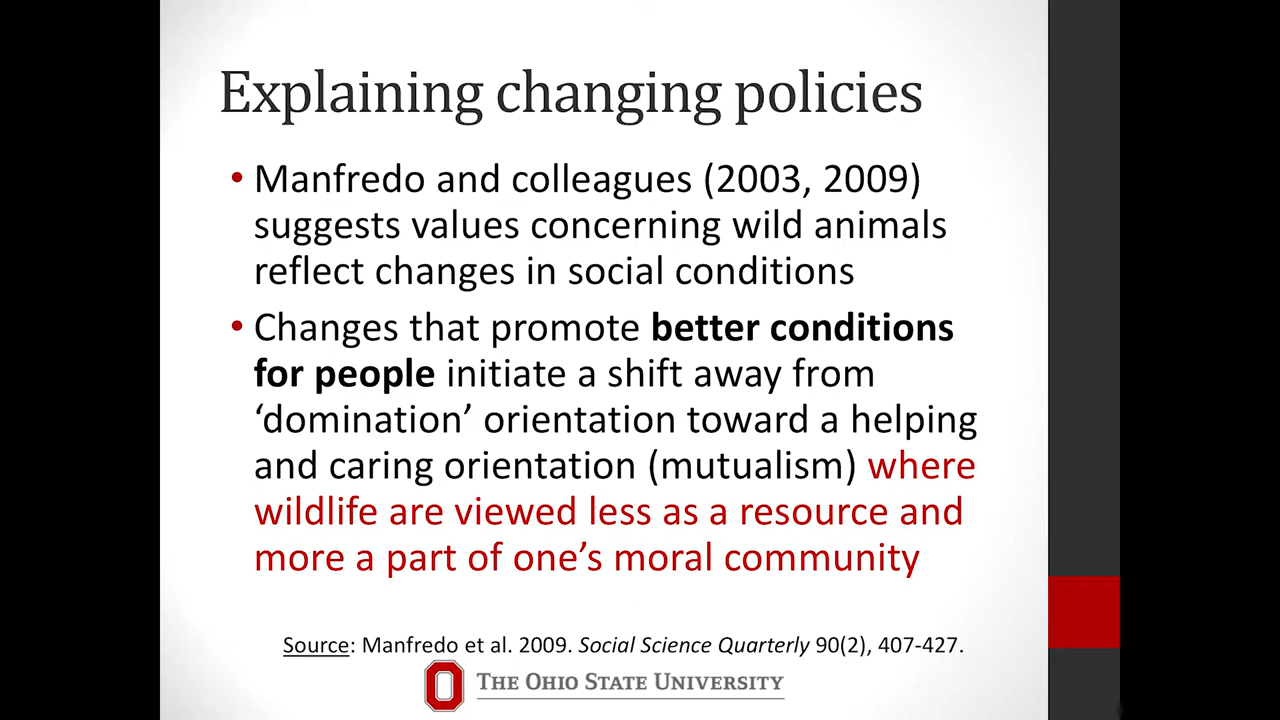 Explaining changing policies
• Manfredo and colleagues (2003, 2009)
suggests values concerning wild animals
reflect changes in social conditions
• Changes that promote better conditions
for people initiate a shift away from
‘domination’ orientation toward a helping
and caring orientation (mutualism) where
wildlife are viewed less as a resource and
more a part of one’s moral community
Source: Manfredo et al. 2009. Social Science Quarterly 90(2), 407-427.
THE OHIO STATE UNIVERSITY